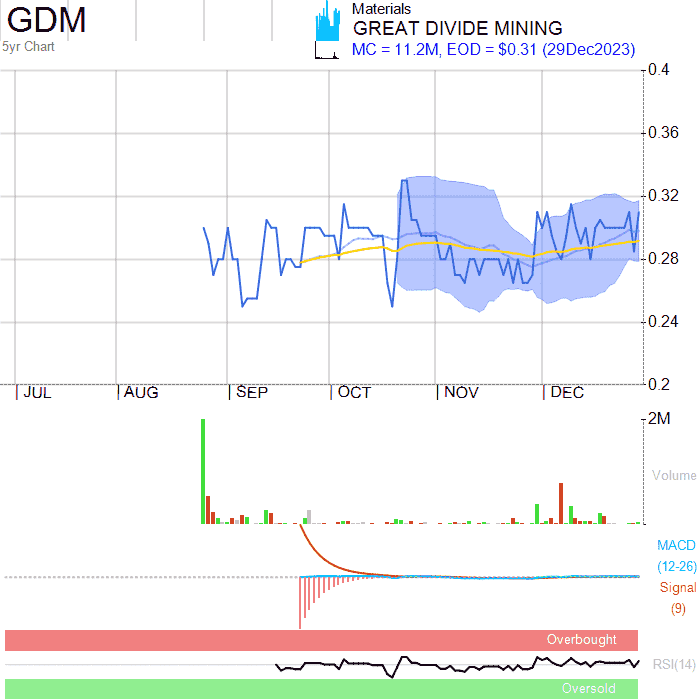 GDM
5yr Chart
Materials
GREAT DIVIDE MINING
MC = 11.2M, EOD = $0.31 (29Dec2023)
0.4
0.36
0.32
0.28
0.24
0.2
JUL AUG SEP OCT NOV DEC
2M
Volume
MACD
(12-26)
Signal
(9)
Overbought
RSI(14)
Oversold